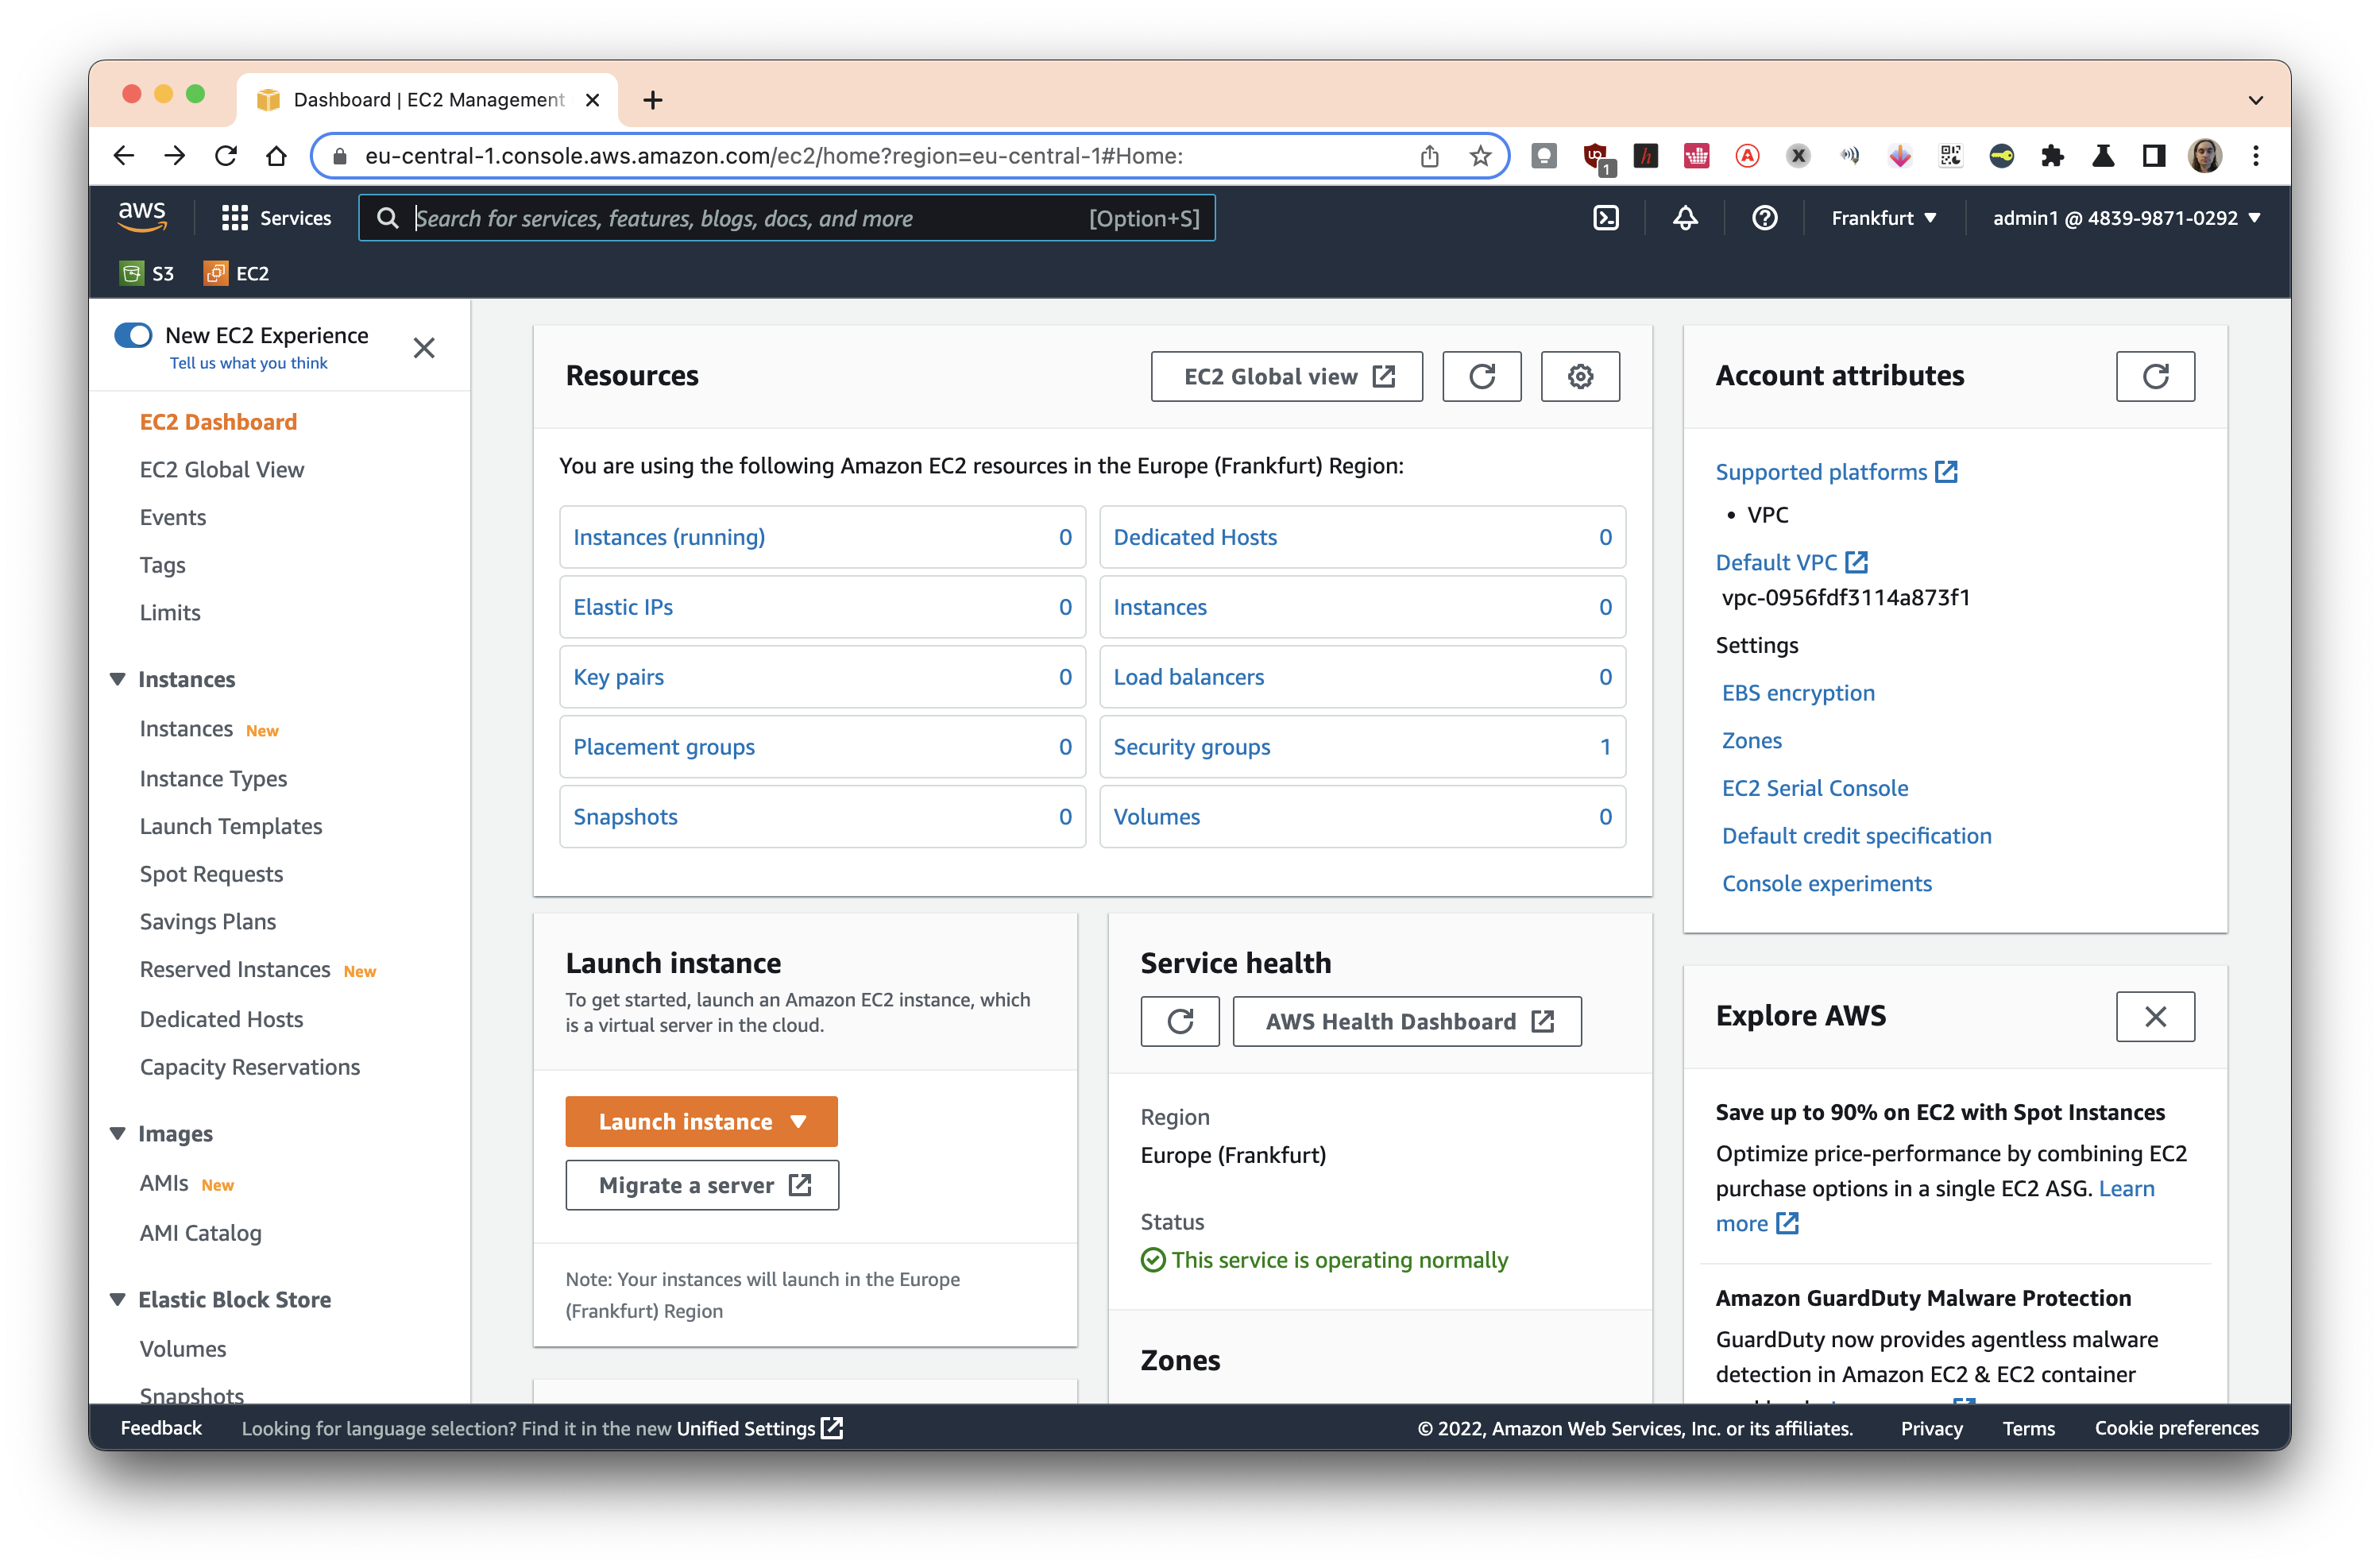 Dashboard | EC2 Management
eu-central-1.console.aws.amazon.com/ec2/home?region=eu-central-1#Home:
1
aws
Services
Search for services, features, blogs, docs, and more
[Option+S]
Frankfurt
admin1 @ 4839-9871-0292
S3
EC2
New EC2 Experience
Tell us what you think
EC2 Dashboard
EC2 Global View
Events
Tags
Limits
Instances
Instances New
Instance Types
Launch Templates
Spot Requests
Savings Plans
Reserved Instances New
Dedicated Hosts
Capacity Reservations
Images
AMIs New
AMI Catalog
Elastic Block Store
Volumes
Snapshots
Resources
EC2 Global view
You are using the following Amazon EC2 resources in the Europe (Frankfurt) Region:
Instances (running) 0
Dedicated Hosts 0
Elastic IPs 0
Instances 0
Key pairs 0
Load balancers 0
Placement groups 0
Security groups 1
Snapshots 0
Volumes 0
Launch instance
To get started, launch an Amazon EC2 instance, which
is a virtual server in the cloud.
Launch instance
Migrate a server
Note: Your instances will launch in the Europe
(Frankfurt) Region
Service health
AWS Health Dashboard
Region
Europe (Frankfurt)
Status
This service is operating normally
Zones
Account attributes
Supported platforms
• VPC
Default VPC
vpc-0956fdf3114a873f1
Settings
EBS encryption
Zones
EC2 Serial Console
Default credit specification
Console experiments
Explore AWS
Save up to 90% on EC2 with Spot Instances
Optimize price-performance by combining EC2
purchase options in a single EC2 ASG. Learn
more
Amazon GuardDuty Malware Protection
GuardDuty now provides agentless malware
detection in Amazon EC2 & EC2 container
Feedback
Looking for language selection? Find it in the new Unified Settings
© 2022, Amazon Web Services, Inc. or its affiliates.
Privacy
Terms
Cookie preferences